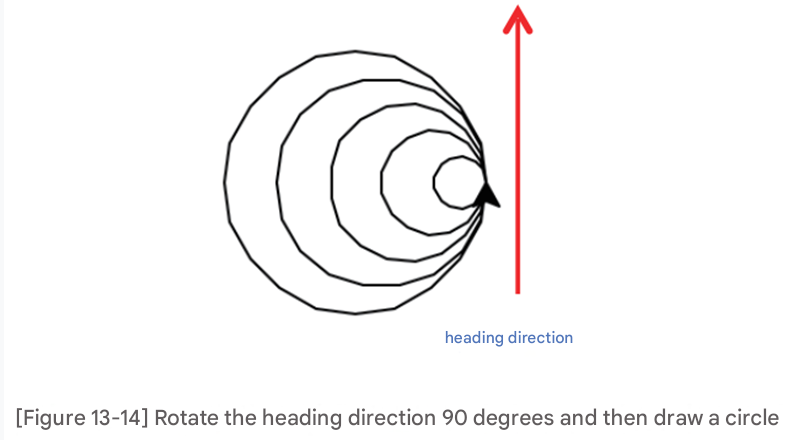 heading direction
[Figure 13-14] Rotate the heading direction 90 degrees and then draw a circle